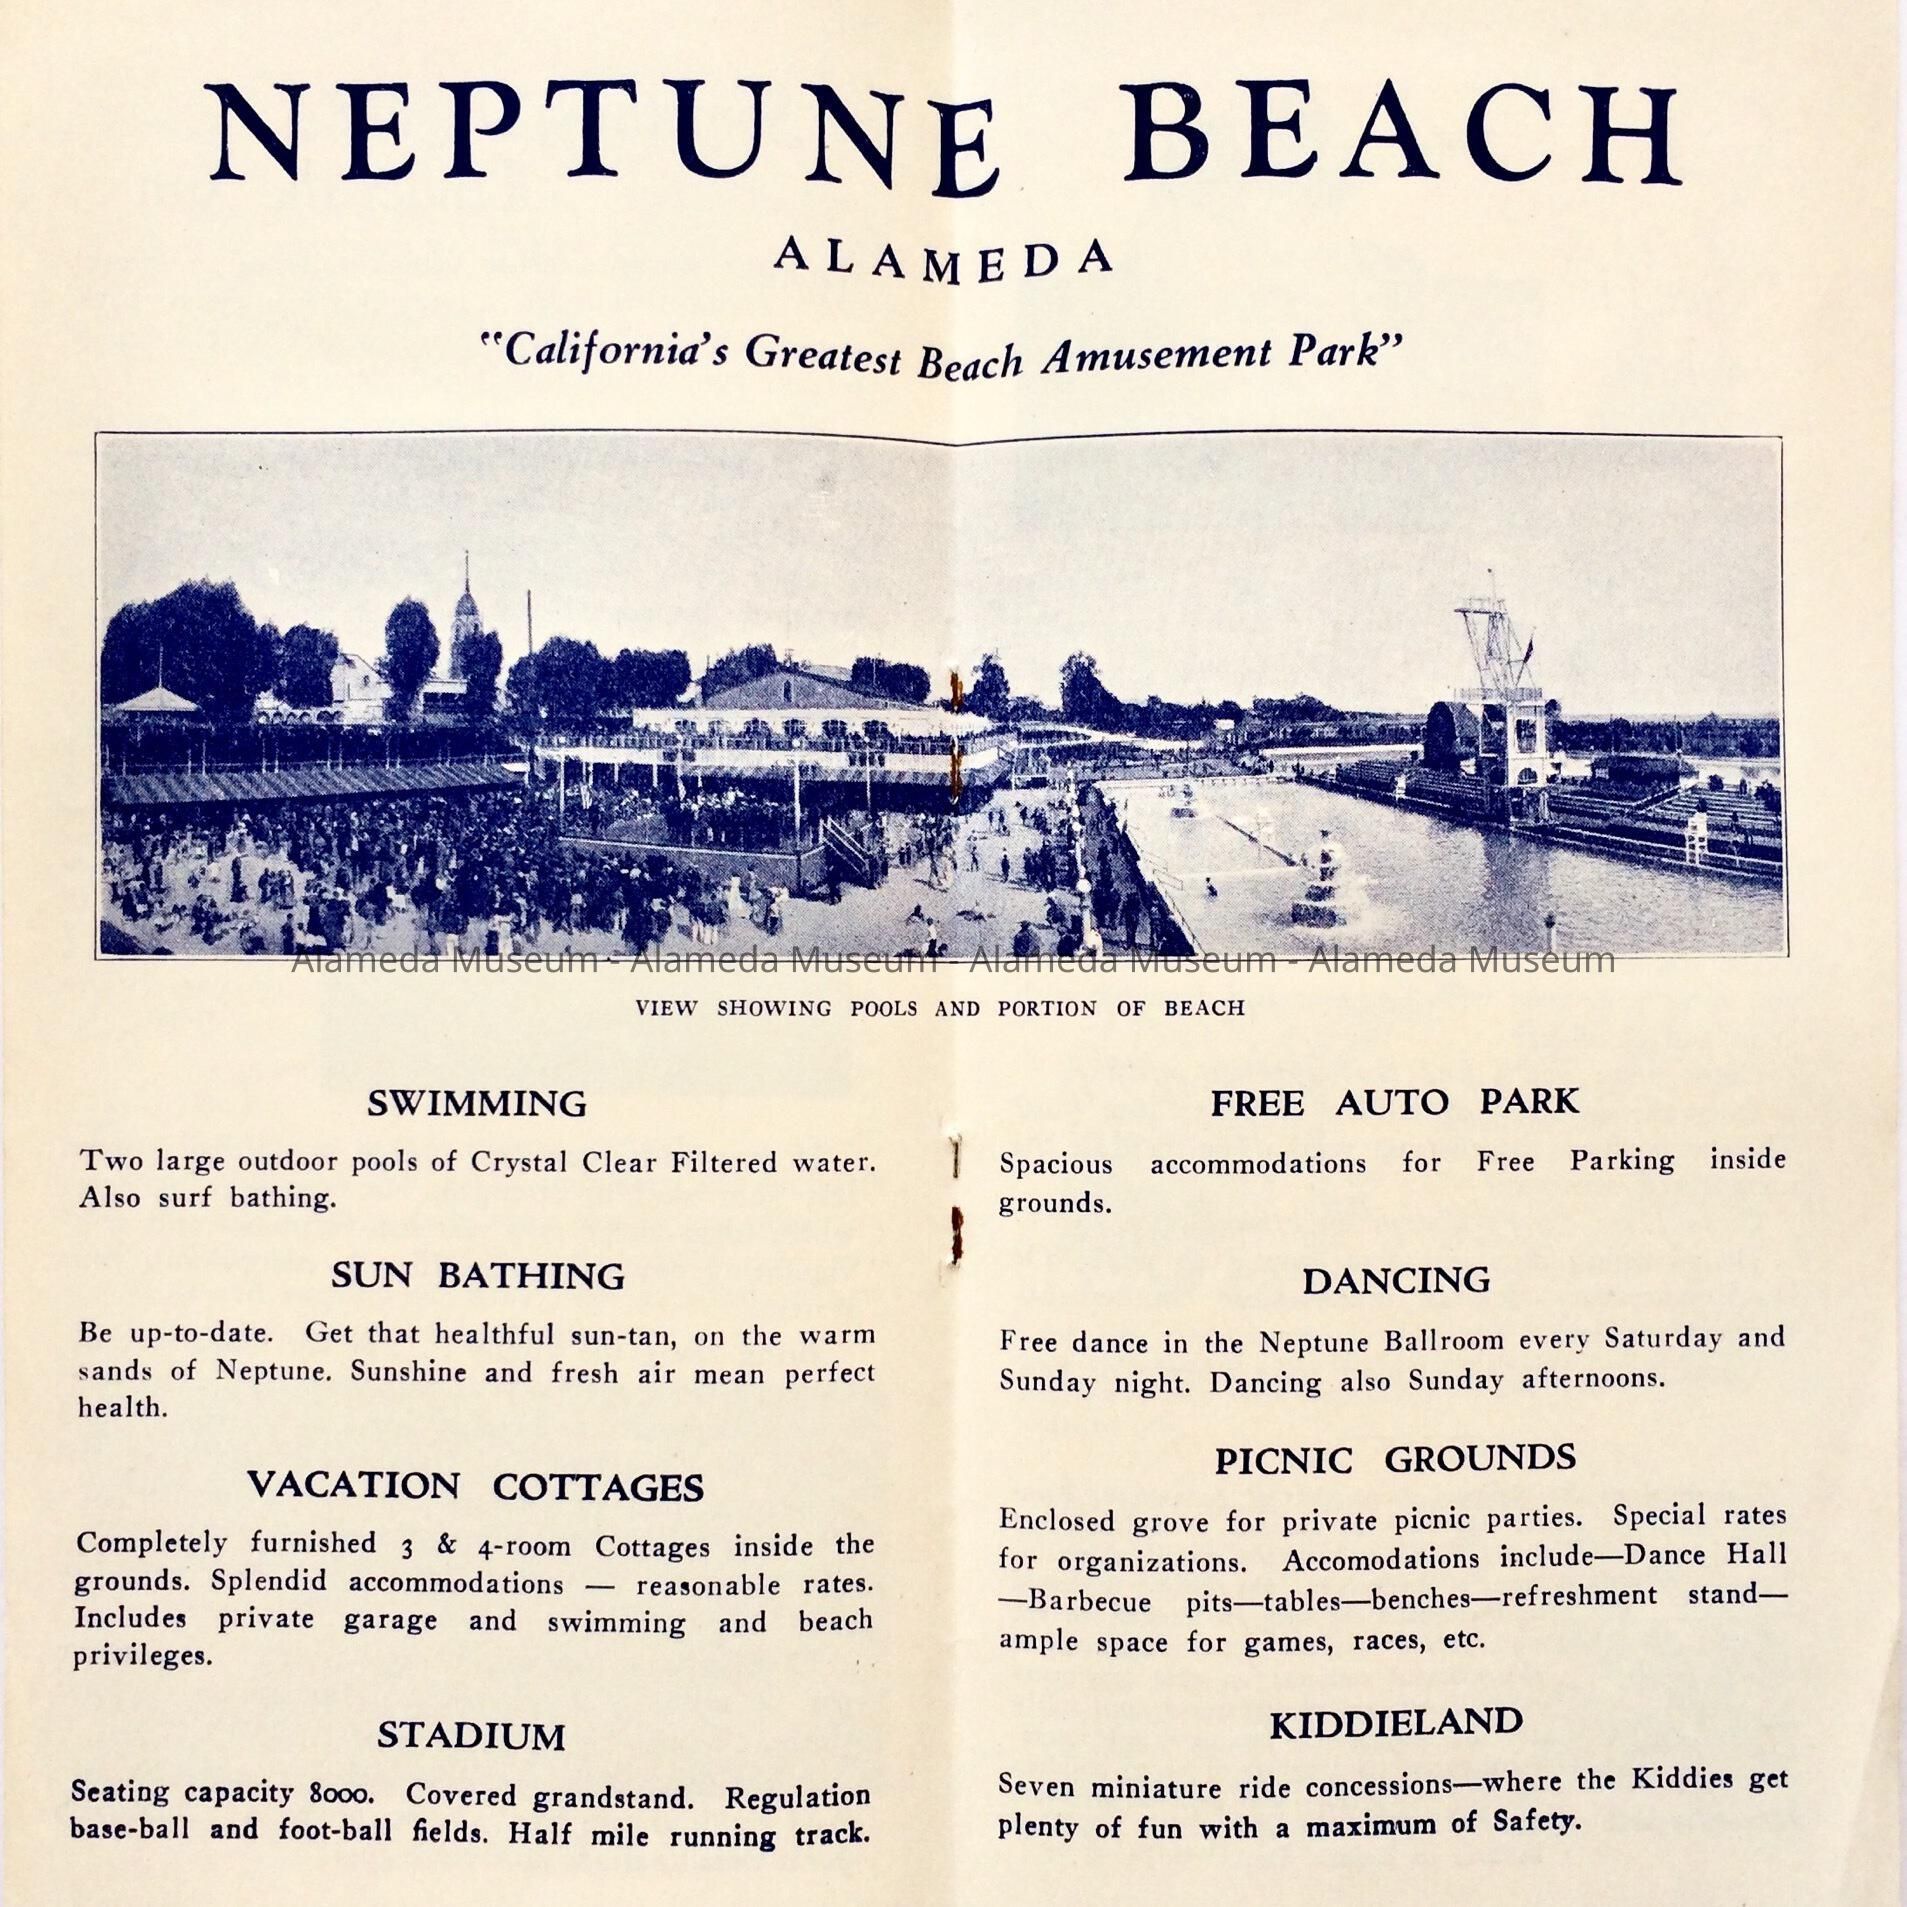 NEPTUNE BEACH
ALAMEDA
"California's Greatest Beach Amusement Park"
Alameda Museum - Alameda Museum - Alameda Museum - Alameda Museum
VIEW SHOWING POOLS AND PORTION OF BEACH
SWIMMING
Two large outdoor pools of Crystal Clear Filtered water.
Also surf bathing.
SUN BATHING
Be up-to-date. Get that healthful sun-tan, on the warm
sands of Neptune. Sunshine and fresh air mean perfect
health.
VACATION COTTAGES
Completely furnished 3 & 4-room Cottages inside the
grounds. Splendid accommodations — reasonable rates.
Includes private garage and swimming and beach
privileges.
STADIUM
Seating capacity 8000. Covered grandstand. Regulation
base-ball and foot-ball fields. Half mile running track.
FREE AUTO PARK
Spacious accommodations for Free Parking inside
grounds.
DANCING
Free dance in the Neptune Ballroom every Saturday and
Sunday night. Dancing also Sunday afternoons.
PICNIC GROUNDS
Enclosed grove for private picnic parties. Special rates
for organizations. Accomodations include—Dance Hall
—Barbecue pits—tables—benches—refreshment stand—
ample space for games, races, etc.
KIDDIELAND
Seven miniature ride concessions—where the Kiddies get
plenty of fun with a maximum of Safety.